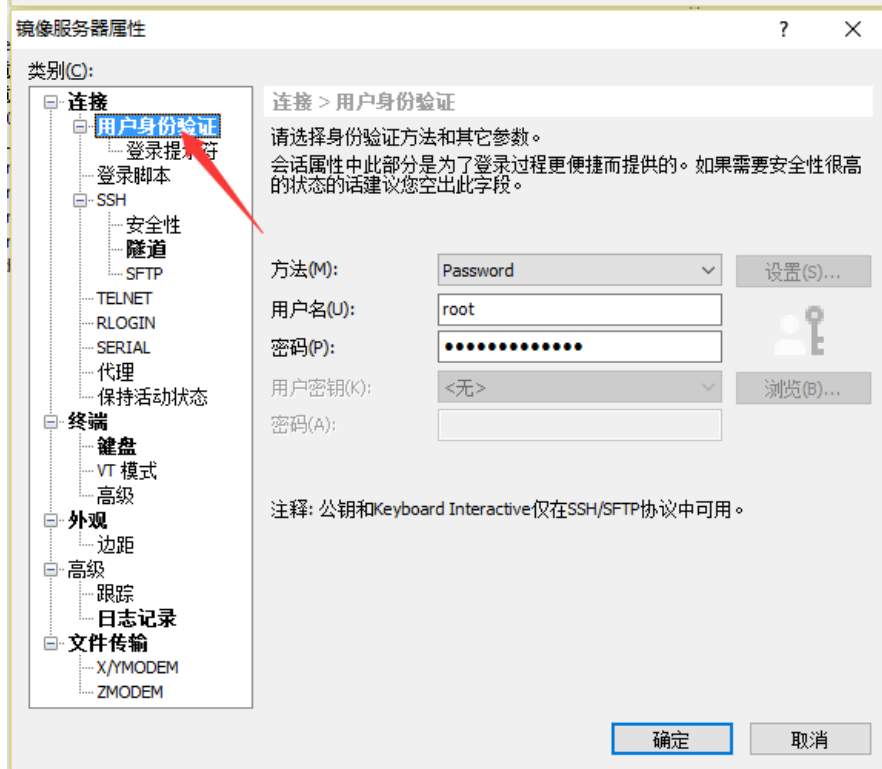 镜像服务器属性
类别(C):
连接
用户身份验证
登录提示符
登录脚本
SSH
安全性
隧道
SFTP
TELNET
RLOGIN
SERIAL
代理
保持活动状态
终端
键盘
VT 模式
高级
外观
边距
高级
跟踪
日志记录
文件传输
X/YMODEM
ZMODEM
连接 > 用户身份验证
请选择身份验证方法和其它参数。
会话属性中此部分是为了登录过程更便捷而提供的。如果需要安全性很高
的状态的话建议您空出此字段。
方法(M):
Password
设置(S)...
用户名(U):
root
密码(P):
用户密钥(K):
<无>
浏览(B)...
密码(A):
注释: 公钥和Keyboard Interactive仅在SSH/SFTP协议中可用。
确定
取消